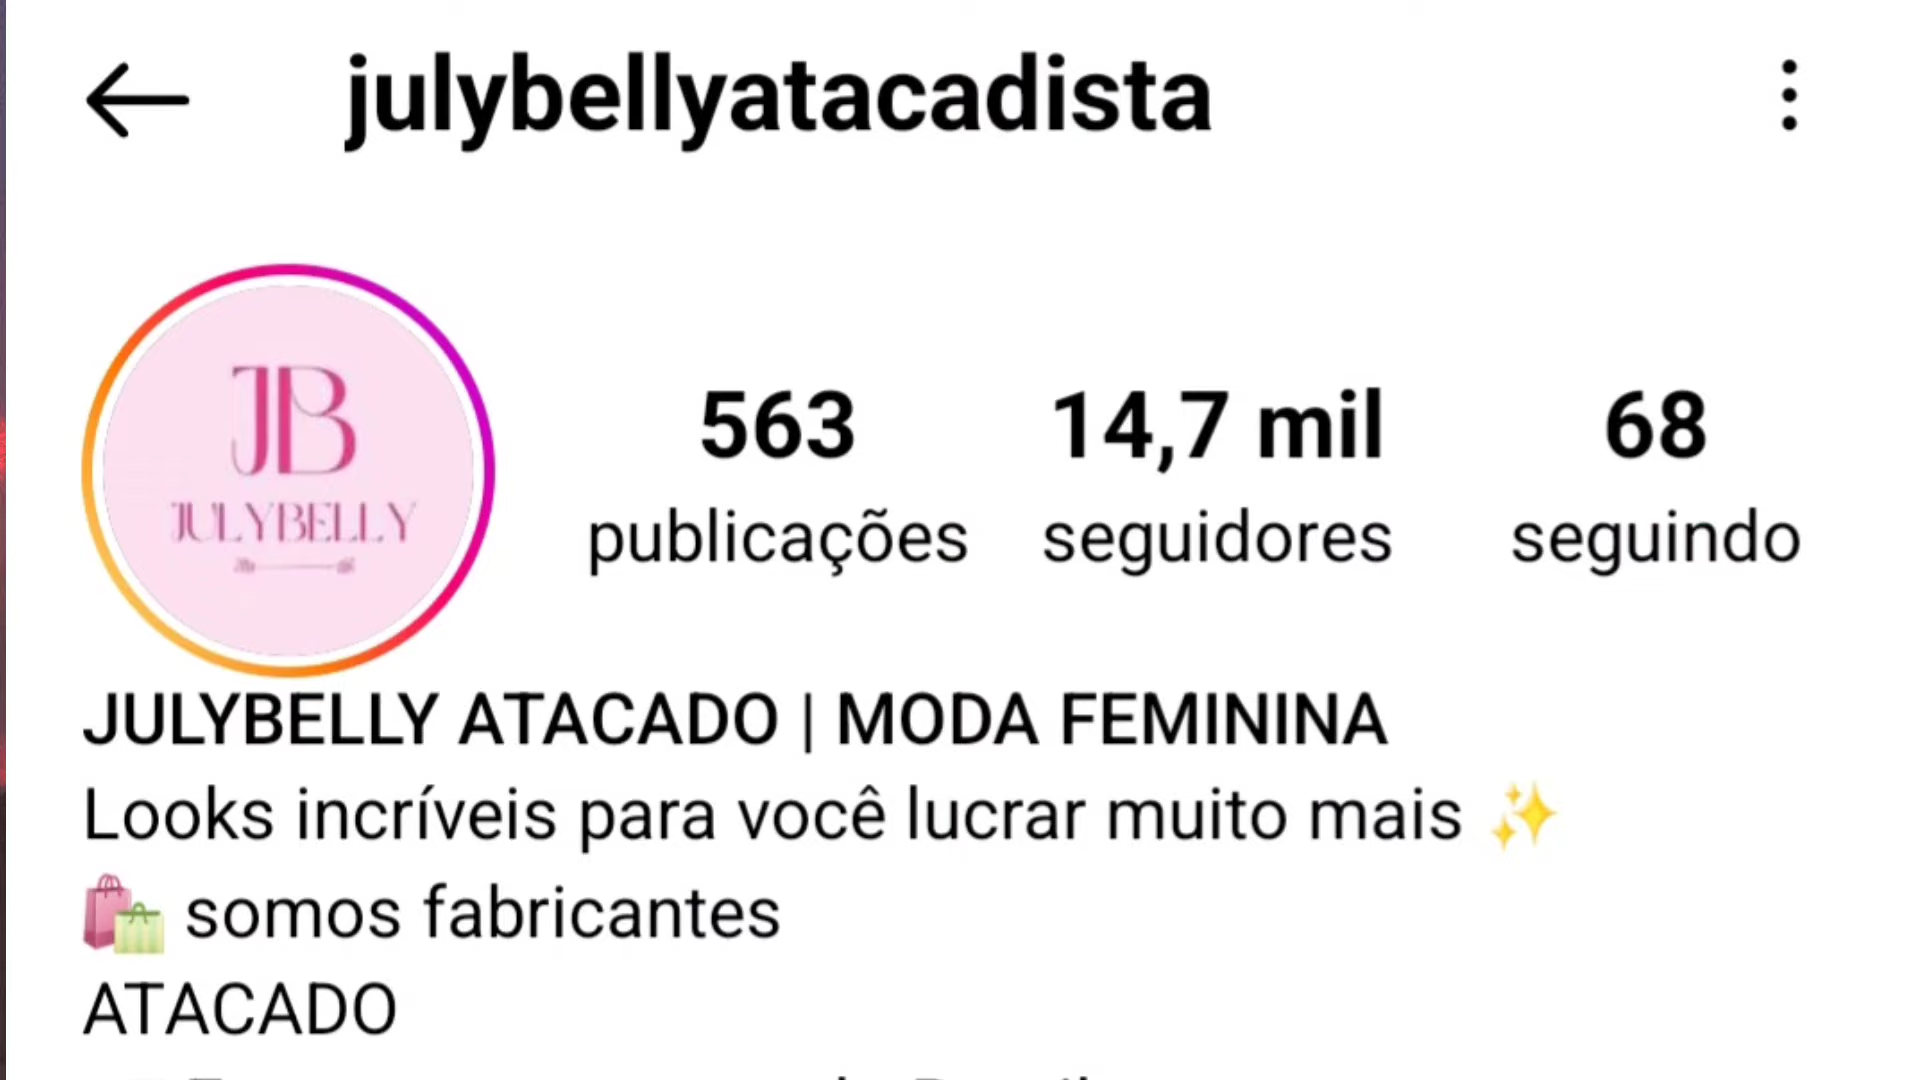 julybellyatacadista
JB
JULYBELLY
563 14,7 mil 68
publicações seguidores seguindo
JULYBELLY ATACADO | MODA FEMININA
Looks incríveis para você lucrar muito mais ✨
🛍️ somos fabricantes
ATACADO